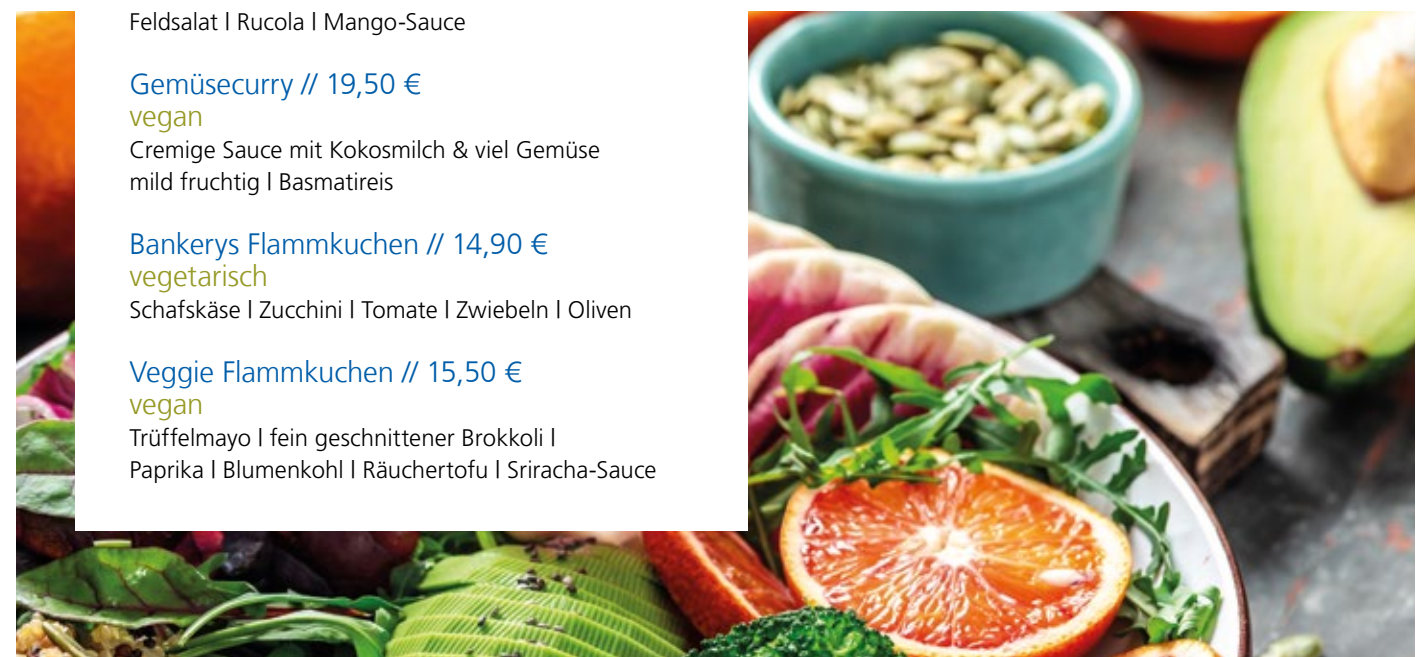 Feldsalat l Rucola l Mango-Sauce
Gemüsecurry // 19,50 €
vegan
Cremige Sauce mit Kokosmilch & viel Gemüse
mild fruchtig l Basmatireis
Bankerys Flammkuchen // 14,90 €
vegetarisch
Schafskäse l Zucchini l Tomate l Zwiebeln l Oliven
Veggie Flammkuchen // 15,50 €
vegan
Trüffelmayo l fein geschnittener Brokkoli l
Paprika l Blumenkohl l Räuchertofu l Sriracha-Sauce